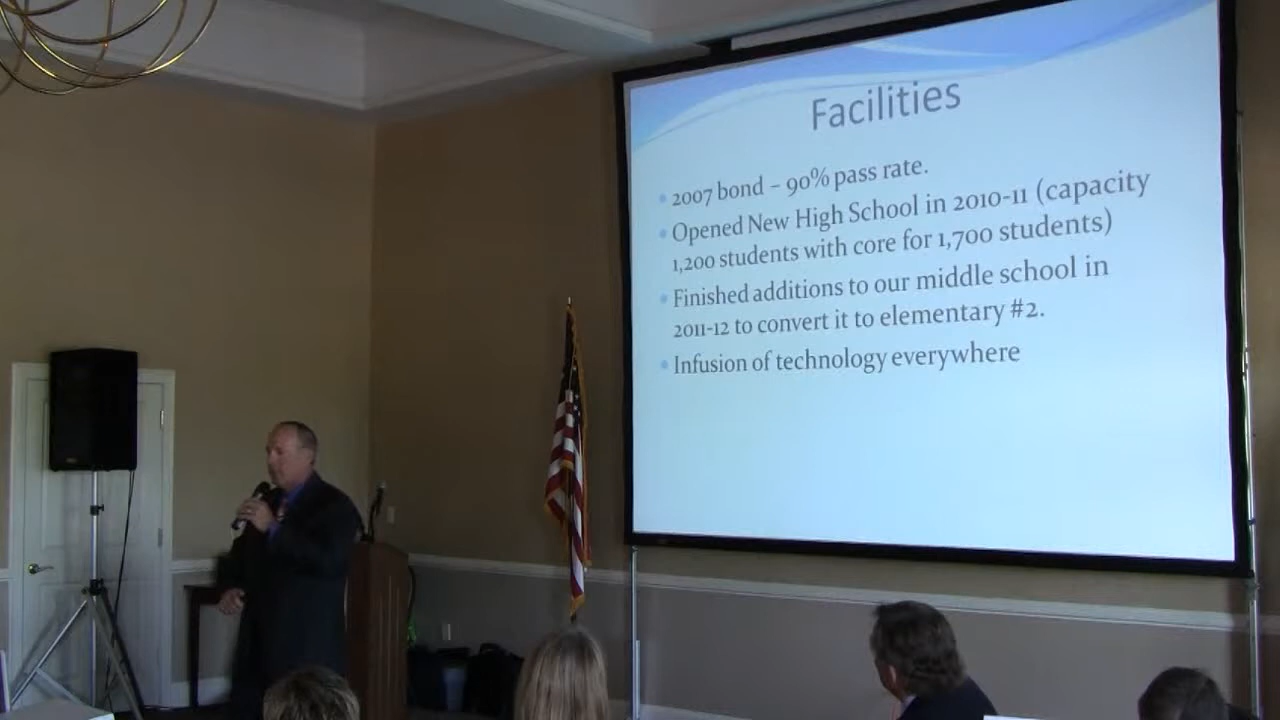 Facilities
2007 bond – 90% pass rate.
Opened New High School in 2010-11 (capacity
1,200 students with core for 1,700 students)
Finished additions to our middle school in
2011-12 to convert it to elementary #2.
Infusion of technology everywhere